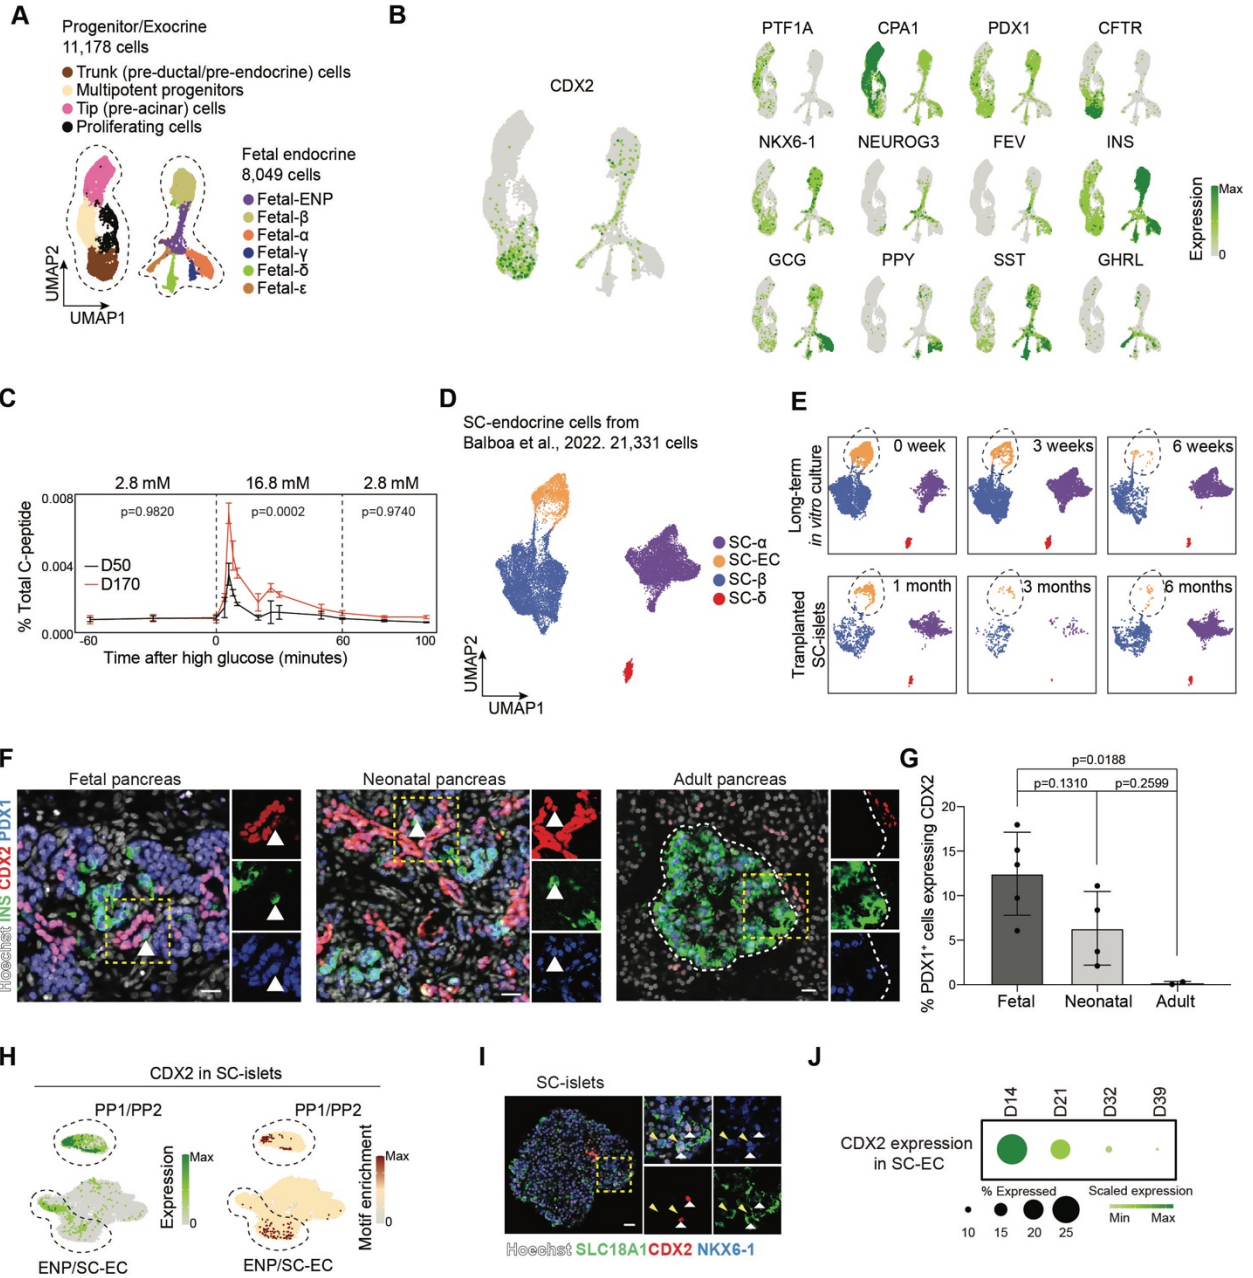 A
Progenitor/Exocrine
11,178 cells
Trunk (pre-ductal/pre-endocrine) cells
Multipotent progenitors
Tip (pre-acinar) cells
Proliferating cells
Fetal endocrine
8,049 cells
Fetal-ENP
Fetal-β
Fetal-α
Fetal-γ
Fetal-δ
Fetal-ε
UMAP2
UMAP1
B
CDX2
PTF1A CPA1 PDX1 CFTR
NKX6-1 NEUROG3 FEV INS
GCG PPY SST GHRL
Expression
Max
0
C
2.8 mM 16.8 mM 2.8 mM
p=0.9820 p=0.0002 p=0.9740
D50
D170
% Total C-peptide
0.008
0.004
0.000
-60 0 60 100
Time after high glucose (minutes)
D
SC-endocrine cells from
Balboa et al., 2022. 21,331 cells
SC-α
SC-EC
SC-β
SC-δ
UMAP2
UMAP1
E
Long-term
in vitro culture
0 week 3 weeks 6 weeks
Tranplanted
SC-islets
1 month 3 months 6 months
F
Fetal pancreas Neonatal pancreas Adult pancreas
Hoechst INS CDX2 PDX1
G
p=0.0188
p=0.1310 p=0.2599
% PDX1+ cells expressing CDX2
20
15
10
5
0
Fetal Neonatal Adult
H
CDX2 in SC-islets
PP1/PP2 PP1/PP2
Expression
Max
0
Motif enrichment
Max
0
ENP/SC-EC ENP/SC-EC
I
SC-islets
Hoechst SLC18A1 CDX2 NKX6-1
J
D14 D21 D32 D39
CDX2 expression
in SC-EC
% Expressed
10 15 20 25
Scaled expression
Min Max